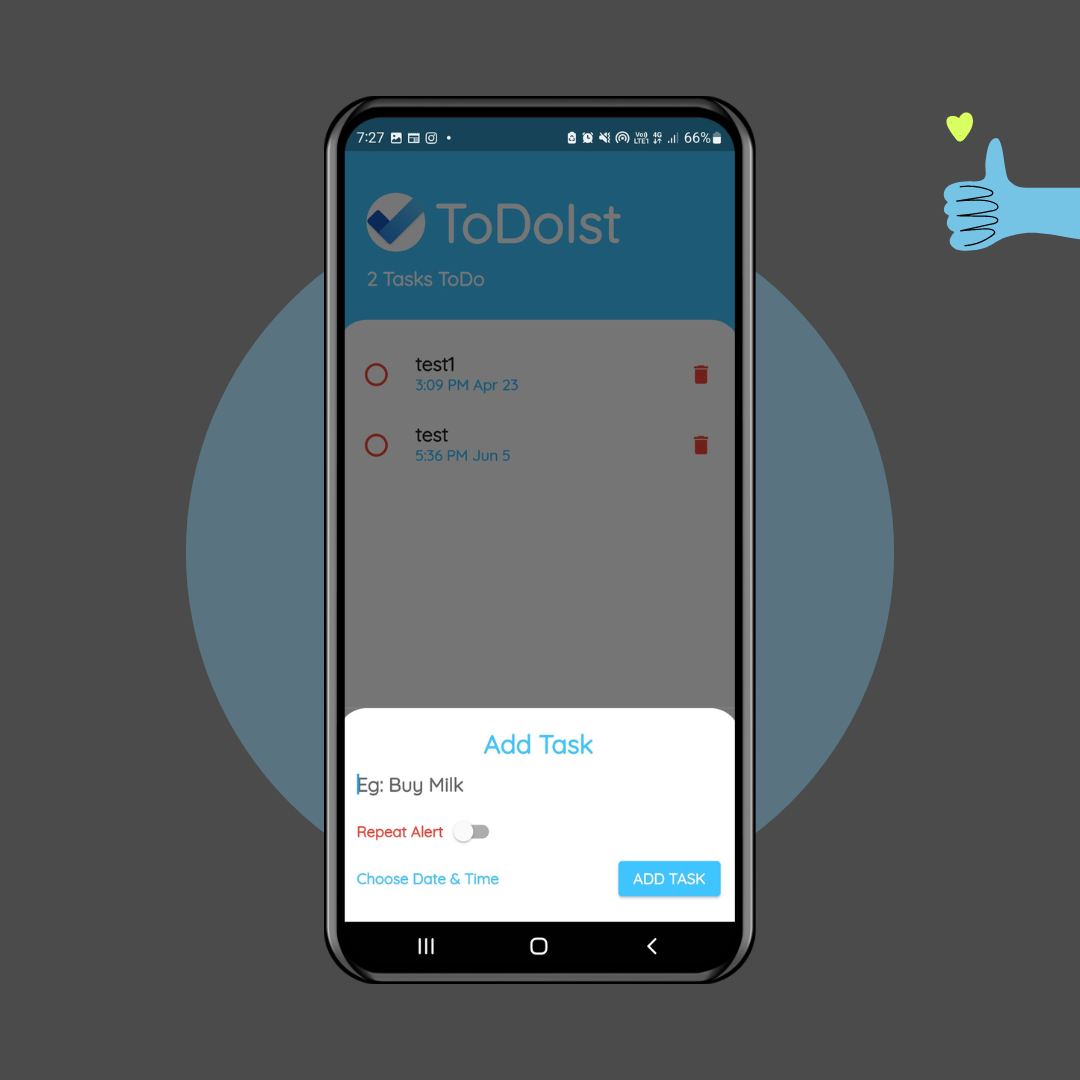 7:27 Vo)) LTE1 4G 66%
ToDoIst
2 Tasks ToDo
test1
3:09 PM Apr 23
test
5:36 PM Jun 5
Add Task
Eg: Buy Milk
Repeat Alert
Choose Date & Time
ADD TASK